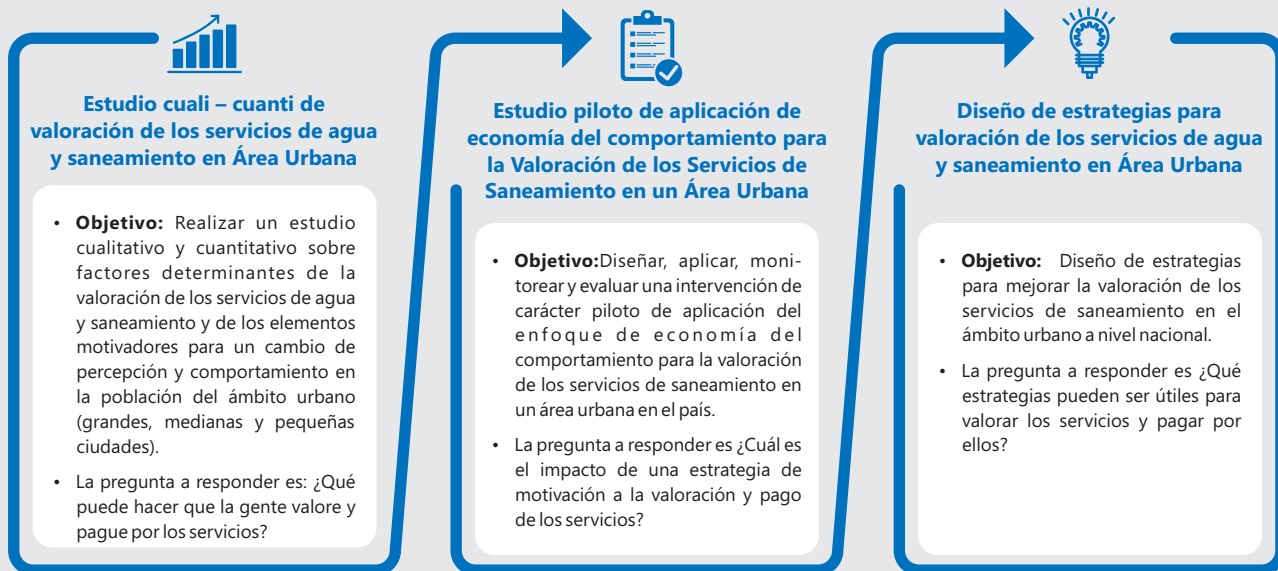 Estudio cuali – cuanti de
valoración de los servicios de agua
y saneamiento en Área Urbana
• Objetivo: Realizar un estudio
cualitativo y cuantitativo sobre
factores determinantes de la
valoración de los servicios de agua
y saneamiento y de los elementos
motivadores para un cambio de
percepción y comportamiento en
la población del ámbito urbano
(grandes, medianas y pequeñas
ciudades).
• La pregunta a responder es: ¿Qué
puede hacer que la gente valore y
pague por los servicios?
Estudio piloto de aplicación de
economía del comportamiento para
la Valoración de los Servicios de
Saneamiento en un Área Urbana
• Objetivo:Diseñar, aplicar, moni-
torear y evaluar una intervención de
carácter piloto de aplicación del
enfoque de economía del
comportamiento para la valoración
de los servicios de saneamiento en
un área urbana en el país.
• La pregunta a responder es ¿Cuál es
el impacto de una estrategia de
motivación a la valoración y pago
de los servicios?
Diseño de estrategias para
valoración de los servicios de agua
y saneamiento en Área Urbana
• Objetivo: Diseño de estrategias
para mejorar la valoración de los
servicios de saneamiento en el
ámbito urbano a nivel nacional.
• La pregunta a responder es ¿Qué
estrategias pueden ser útiles para
valorar los servicios y pagar por
ellos?